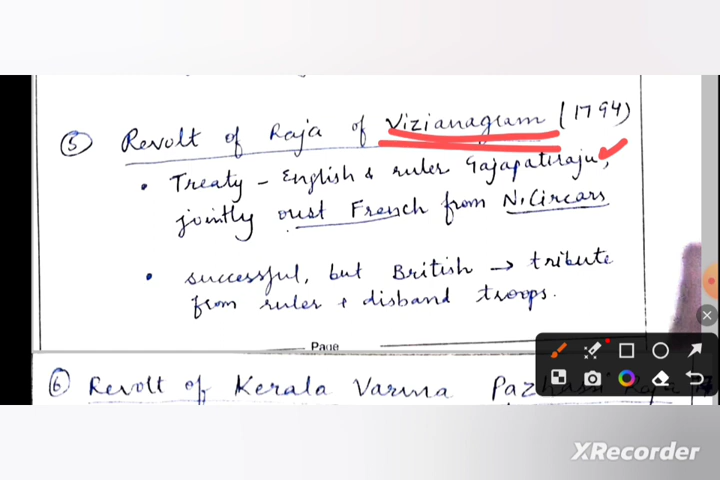 ⑤ Revolt of Raja of Vizianagram (1794)
• Treaty - English & ruler Gajapatiraju,
jointly oust French from N. Circars
• successful, but British → tribute
from ruler & disband troops.
Page
⑥ Revolt of Kerala Varma Pazhassi Raja
XRecorder